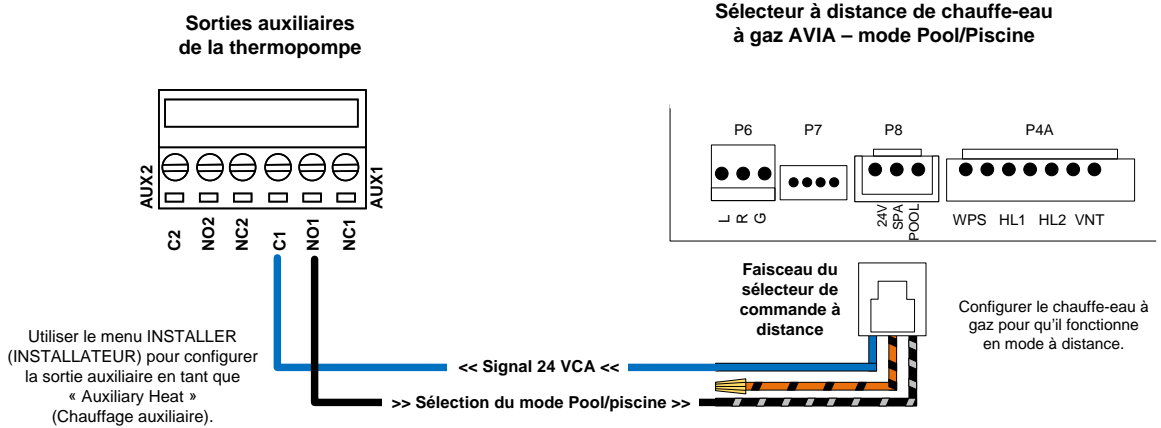 Sorties auxiliaires
de la thermopompe
Sélecteur à distance de chauffe-eau
à gaz AVIA – mode Pool/Piscine
AUX2
AUX1
C2
NO2
NC2
C1
NO1
NC1
P6
P7
P8
P4A
L
R
G
24V
SPA
POOL
WPS HL1 HL2 VNT
Faisceau du
sélecteur de
commande à
distance
Configurer le chauffe-eau à
gaz pour qu'il fonctionne
en mode à distance.
Utiliser le menu INSTALLER
(INSTALLATEUR) pour configurer
la sortie auxiliaire en tant que
« Auxiliary Heat »
(Chauffage auxiliaire).
<< Signal 24 VCA <<
>> Sélection du mode Pool/piscine >>